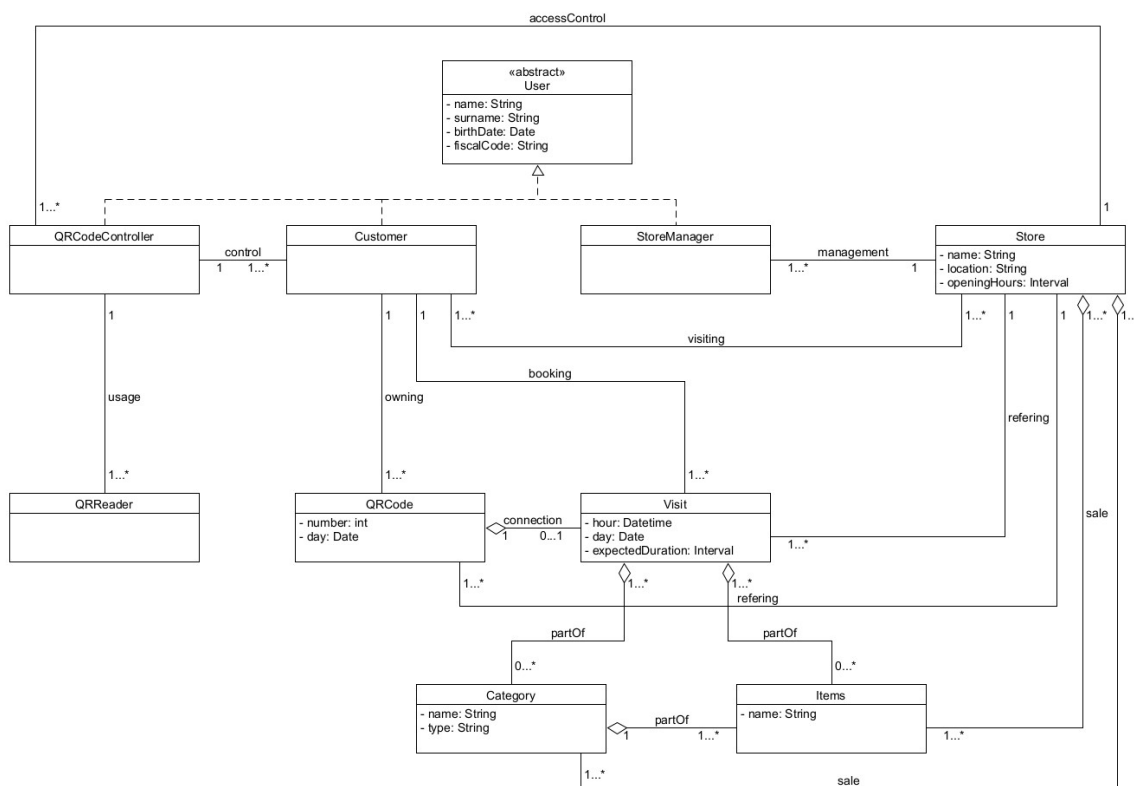 accessControl
«abstract»
User
- name: String
- surname: String
- birthDate: Date
- fiscalCode: String
1...*
1
QRCodeController
Customer
StoreManager
Store
- name: String
- location: String
- openingHours: Interval
control
1
1...*
management
1...*
1
1
1
1
1...*
1...*
1
1
1...*
1...
visiting
booking
usage
owning
refering
1...*
1...*
1...*
QRReader
QRCode
- number: int
- day: Date
Visit
- hour: Datetime
- day: Date
- expectedDuration: Interval
connection
1
0...1
sale
1...*
1...*
1...*
1...*
refering
partOf
partOf
0...*
0...*
Category
- name: String
- type: String
Items
- name: String
partOf
1
1...*
1...*
1...*
sale